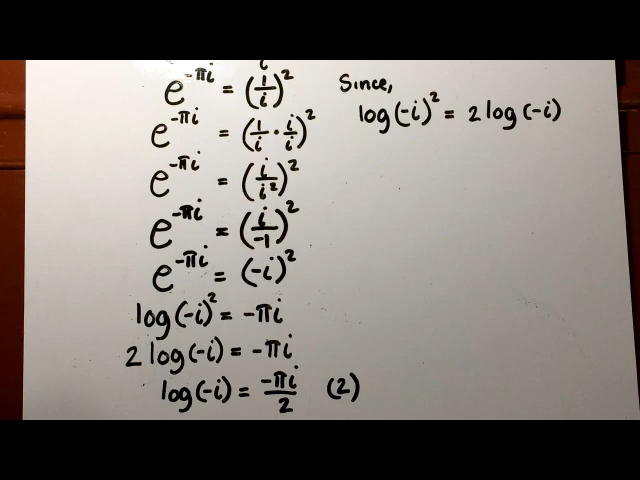 e^-πi = (1/i)^2
e^-πi = (1/i · i/i)^2
e^-πi = (i/i^2)^2
e^-πi = (i/-1)^2
e^-πi = (-i)^2
log(-i)^2 = -πi
2 log(-i) = -πi
log(-i) = -πi/2 (2)
Since,
log(-i)^2 = 2 log(-i)